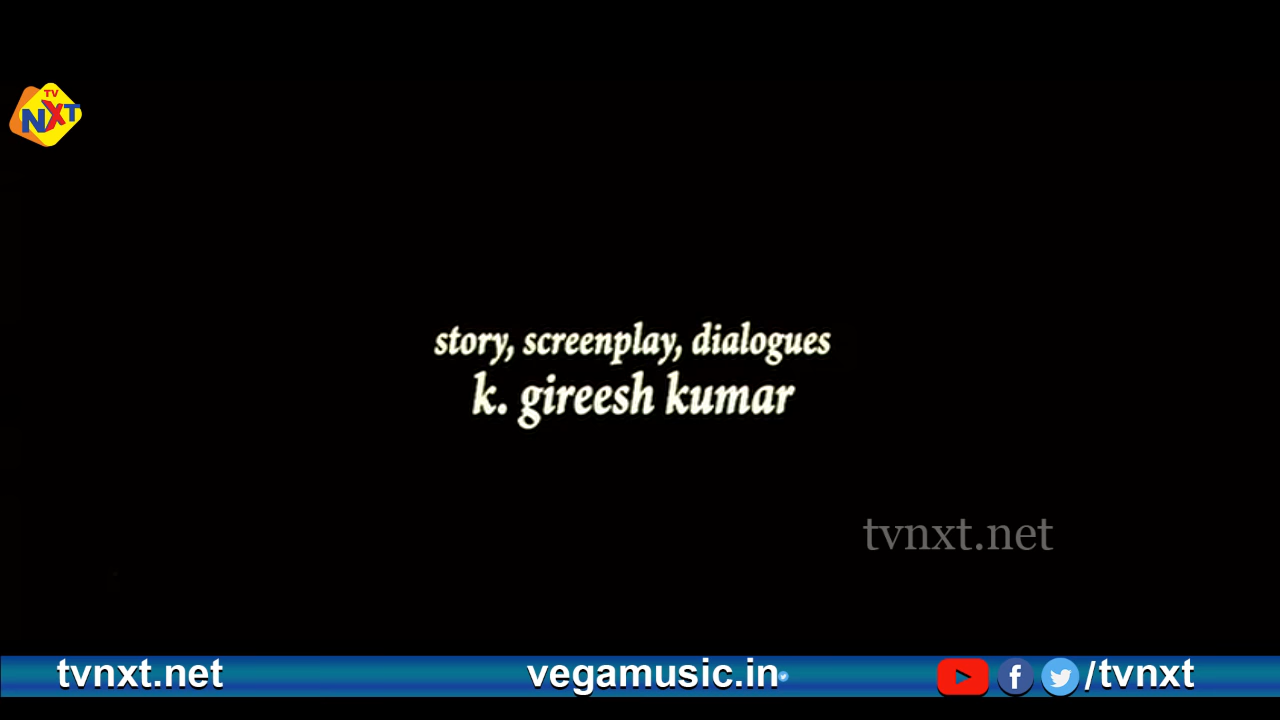 TV
NXT
story, screenplay, dialogues
k. gireesh kumar
tvnxt.net
tvnxt.net
vegamusic.in
/tvnxt